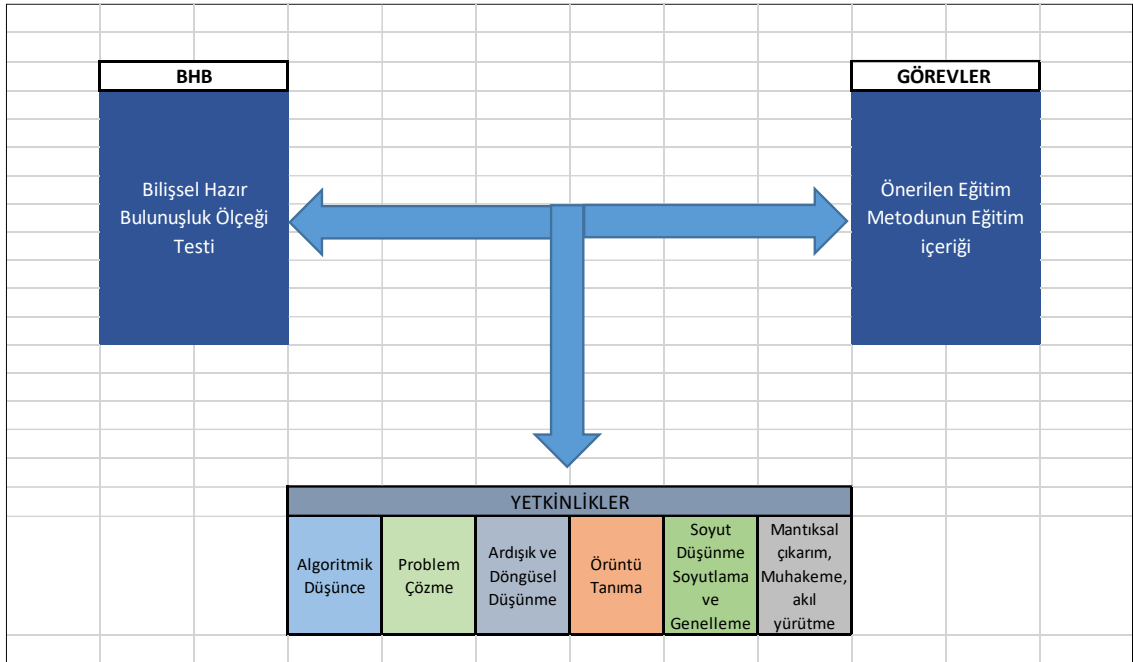 BHB
GÖREVLER
Bilişsel Hazır
Bulunuşluk Ölçeği
Testi
Önerilen Eğitim
Metodunun Eğitim
içeriği
YETKİNLİKLER
Algoritmik
Düşünce
Problem
Çözme
Ardışık ve
Döngüsel
Düşünme
Örüntü
Tanıma
Soyut
Düşünme
Soyutlama
ve
Genelleme
Mantıksal
çıkarım,
Muhakeme,
akıl
yürütme